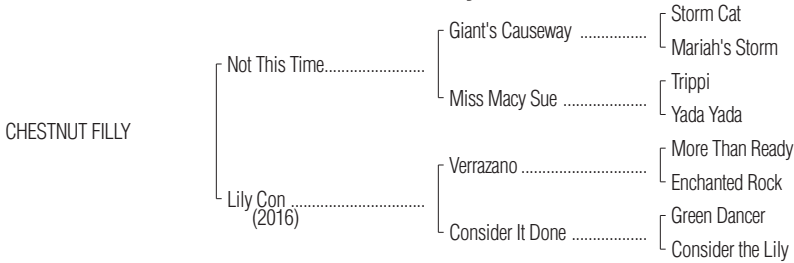 Storm Cat
Giant's Causeway ................
Mariah's Storm
Not This Time........................
Trippi
Miss Macy Sue ....................
Yada Yada
CHESTNUT FILLY
More Than Ready
Verrazano ..............................
Enchanted Rock
Lily Con ................................
(2016)
Green Dancer
Consider It Done ..................
Consider the Lily